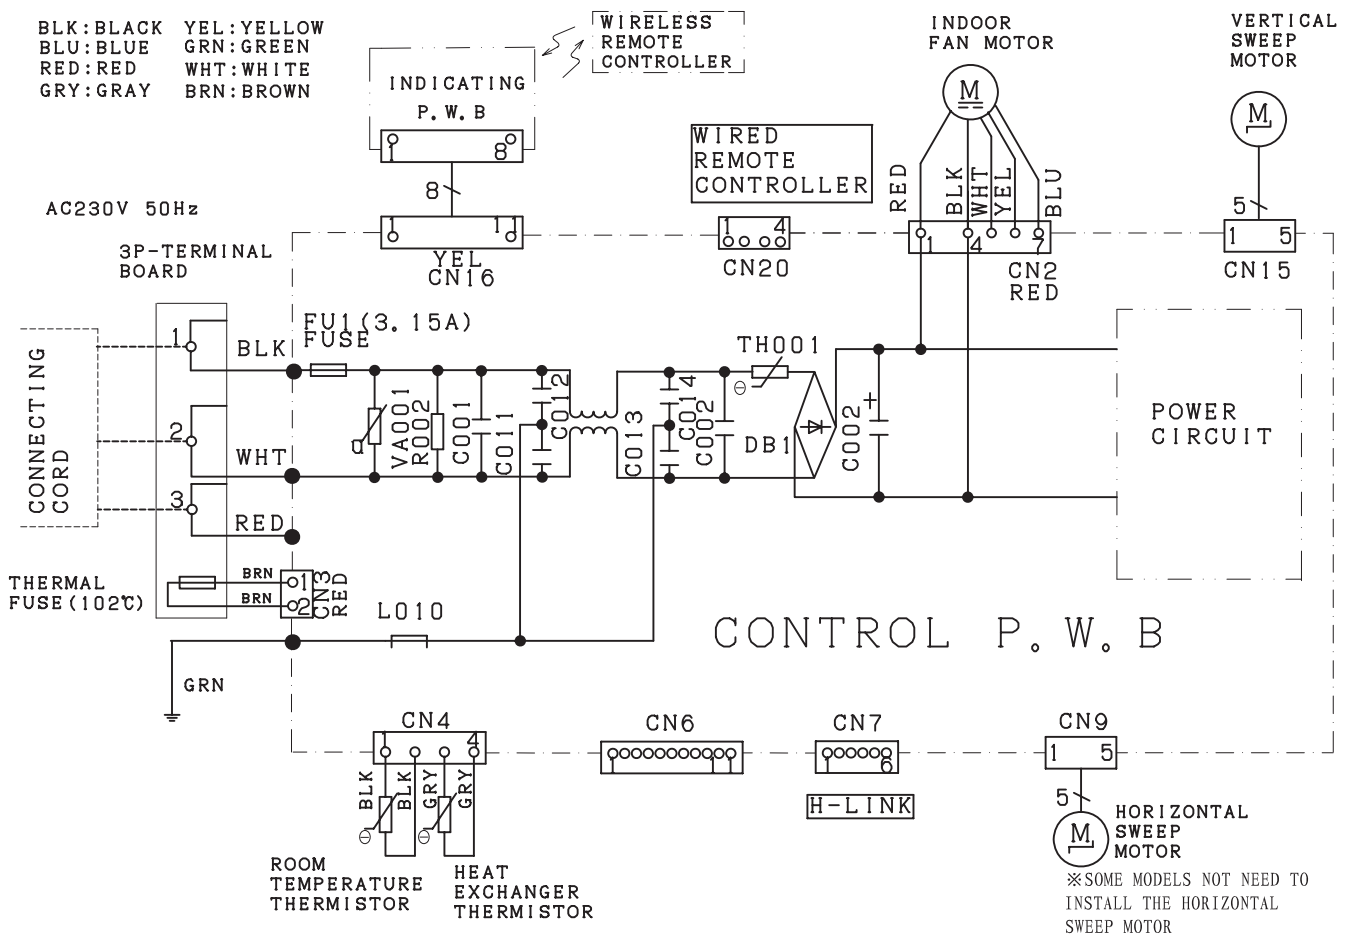 BLK:BLACK YEL:YELLOW
BLU:BLUE GRN:GREEN
RED:RED WHT:WHITE
GRY:GRAY BRN:BROWN
WIRELESS
REMOTE
CONTROLLER
INDICATING
P.W.B
1 8
8
1 11
YEL
CN16
WIRED
REMOTE
CONTROLLER
1 4
CN20
INDOOR
FAN MOTOR
M
RED
BLK
WHT
YEL
BLU
1 4 7
CN2
RED
VERTICAL
SWEEP
MOTOR
M
5
1 5
CN15
AC230V 50Hz
3P-TERMINAL
BOARD
CONNECTING
CORD
1
BLK
2
WHT
3
RED
THERMAL
FUSE(102℃)
BRN
BRN
1
2
CN3
RED
GRN
FU1(3.15A)
FUSE
VA001
R002
C001
C011
C012
C013
C014
C002
TH001
⊖
DB1
C002
+
POWER
CIRCUIT
L010
CONTROL P.W.B
CN4
1 4
BLK
BLK
GRY
GRY
⊖
⊖
ROOM
TEMPERATURE
THERMISTOR
HEAT
EXCHANGER
THERMISTOR
CN6
1 11
CN7
1 6
H-LINK
CN9
1 5
5
M
HORIZONTAL
SWEEP
MOTOR
※SOME MODELS NOT NEED TO
INSTALL THE HORIZONTAL
SWEEP MOTOR